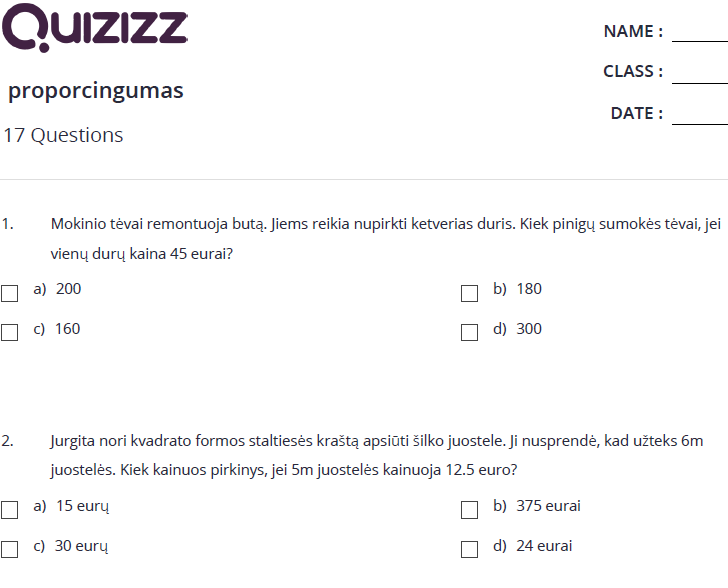 Quizizz
NAME :
CLASS :
DATE :
proporcingumas
17 Questions
1. Mokinio tėvai remontuoja butą. Jiems reikia nupirkti ketverias duris. Kiek pinigų sumokės tėvai, jei
vienų durų kaina 45 eurai?
a) 200 b) 180
c) 160 d) 300
2. Jurgita nori kvadrato formos staltiesės kraštą apsiūti šilko juostele. Ji nusprendė, kad užteks 6m
juostelės. Kiek kainuos pirkinys, jei 5m juostelės kainuoja 12.5 euro?
a) 15 eurų b) 375 eurai
c) 30 eurų d) 24 eurai